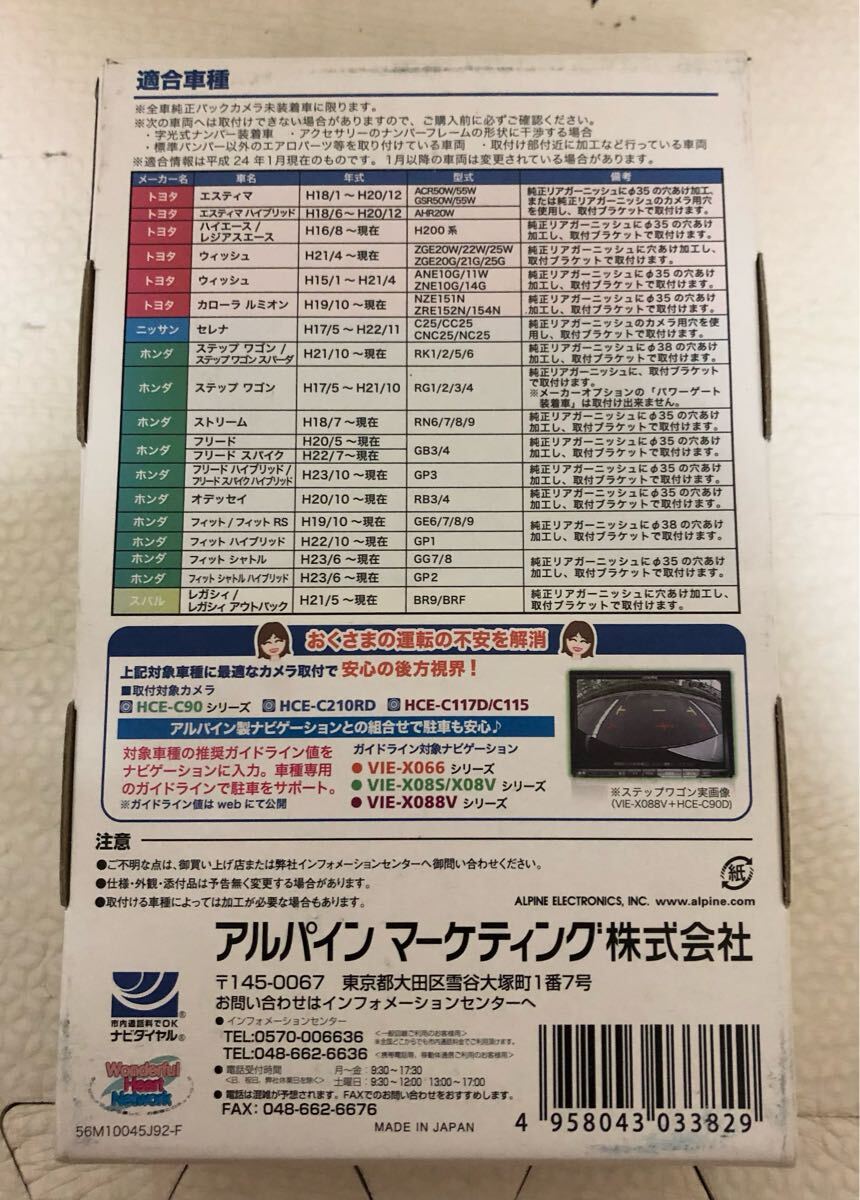 適合車種
※全車純正バックカメラ未装着車に限ります。
※次の車両へは取付けできない場合がありますので、ご購入前に必ずご確認ください。
・字光式ナンバー装着車 ・アクセサリーのナンバーフレームの形状に干渉する場合
・標準バンパー以外のエアロパーツ等を取り付けている車両 ・取付け部付近に加工など行っている車両
※適合情報は平成24年1月現在のものです。1月以降の車両は変更されている場合があります。
メーカー名 車名 年式 型式 備考
トヨタ エスティマ H18/1～H20/12 ACR50W/55W
GSR50W/55W
トヨタ エスティマ ハイブリッド H18/6～H20/12 AHR20W
純正リアガーニッシュにφ35の穴あけ加工、
または純正リアガーニッシュのカメラ用穴
を使用し、取付ブラケットで取付けます。
トヨタ ハイエース/
レジアスエース H16/8～現在 H200系 純正リアガーニッシュにφ35の穴あけ
加工し、取付ブラケットで取付けます。
トヨタ ウィッシュ H21/4～現在 ZGE20W/22W/25W
ZGE20G/21G/25G 純正リアガーニッシュに穴あけ加工し、
取付ブラケットで取付けます。
トヨタ ウィッシュ H15/1～H21/4 ANE10G/11W
ZNE10G/14G 純正リアガーニッシュにφ35の穴あけ
加工し、取付ブラケットで取付けます。
トヨタ カローラ ルミオン H19/10～現在 NZE151N
ZRE152N/154N 純正リアガーニッシュにφ35の穴あけ
加工し、取付ブラケットで取付けます。
ニッサン セレナ H17/5～H22/11 C25/CC25
CNC25/NC25 純正リアガーニッシュのカメラ用穴を使
用し、取付ブラケットで取付けます。
ホンダ ステップ ワゴン/
ステップ ワゴン スパーダ H21/10～現在 RK1/2/5/6 純正リアガーニッシュにφ38の穴あけ
加工し、取付ブラケットで取付けます。
ホンダ ステップ ワゴン H17/5～H21/10 RG1/2/3/4 純正リアガーニッシュに、取付ブラケット
で取付けます。
※メーカーオプションの「パワーゲート
装着車」は取付け出来ません。
ホンダ ストリーム H18/7～現在 RN6/7/8/9 純正リアガーニッシュにφ35の穴あけ
加工し、取付ブラケットで取付けます。
ホンダ フリード H20/5～現在
フリード スパイク H22/7～現在 GB3/4 純正リアガーニッシュにφ35の穴あけ
加工し、取付ブラケットで取付けます。
ホンダ フリード ハイブリッド/
フリード スパイク ハイブリッド H23/10～現在 GP3 純正リアガーニッシュにφ35の穴あけ
加工し、取付ブラケットで取付けます。
ホンダ オデッセイ H20/10～現在 RB3/4 純正リアガーニッシュにφ35の穴あけ
加工し、取付ブラケットで取付けます。
ホンダ フィット/フィット RS H19/10～現在 GE6/7/8/9
ホンダ フィット ハイブリッド H22/10～現在 GP1
純正リアガーニッシュにφ38の穴あけ
加工し、取付ブラケットで取付けます。
ホンダ フィット シャトル H23/6～現在 GG7/8
ホンダ フィット シャトル ハイブリッド H23/6～現在 GP2
純正リアガーニッシュにφ35の穴あけ
加工し、取付ブラケットで取付けます。
スバル レガシィ/
レガシィ アウトバック H21/5～現在 BR9/BRF 純正リアガーニッシュに穴あけ加工し、
取付ブラケットで取付けます。
おくさまの運転の不安を解消
上記対象車種に最適なカメラ取付で 安心の後方視界!
■取付対象カメラ
HCE-C90 シリーズ HCE-C210RD HCE-C117D/C115
アルパイン製ナビゲーションとの組合せで駐車も安心♪
対象車種の推奨ガイドライン値を
ナビゲーションに入力。車種専用
のガイドラインで駐車をサポート。
※ガイドライン値は webにて公開
ガイドライン対象ナビゲーション
●VIE-X066 シリーズ
●VIE-X08S/X08V シリーズ
●VIE-X088V シリーズ
※ステップワゴン実画像
(VIE-X088V+HCE-C90D)
注意
●ご不明な点は、御買い上げ店または弊社インフォメーションセンターへ御問い合わせください。
●仕様・外観・添付品は予告無く変更する場合があります。
●取付ける車種によっては加工が必要な場合もあります。
紙
ALPINE ELECTRONICS, INC. www.alpine.com
アルパイン マーケティング株式会社
〒145-0067 東京都大田区雪谷大塚町1番7号
お問い合わせはインフォメーションセンターへ
市内通話料でOK
ナビダイヤル®
●インフォメーションセンター
TEL:0570-006636 <一般回線ご利用のお客様用>
※全国どこからでも市内通話料金でご利用頂けます。
TEL:048-662-6636 <携帯電話等、移動体通信ご利用のお客様用>
●電話受付時間 月～金:9:30～17:30
<日、祝日、弊社休業日を除く> 土曜日:9:30～12:00 13:00～17:00
●電話は混雑が予想されます。FAXでのお問い合わせをおすすめします。
FAX: 048-662-6676
Wonderful
Heart
Network
56M10045J92-F
MADE IN JAPAN
4 958043 033829